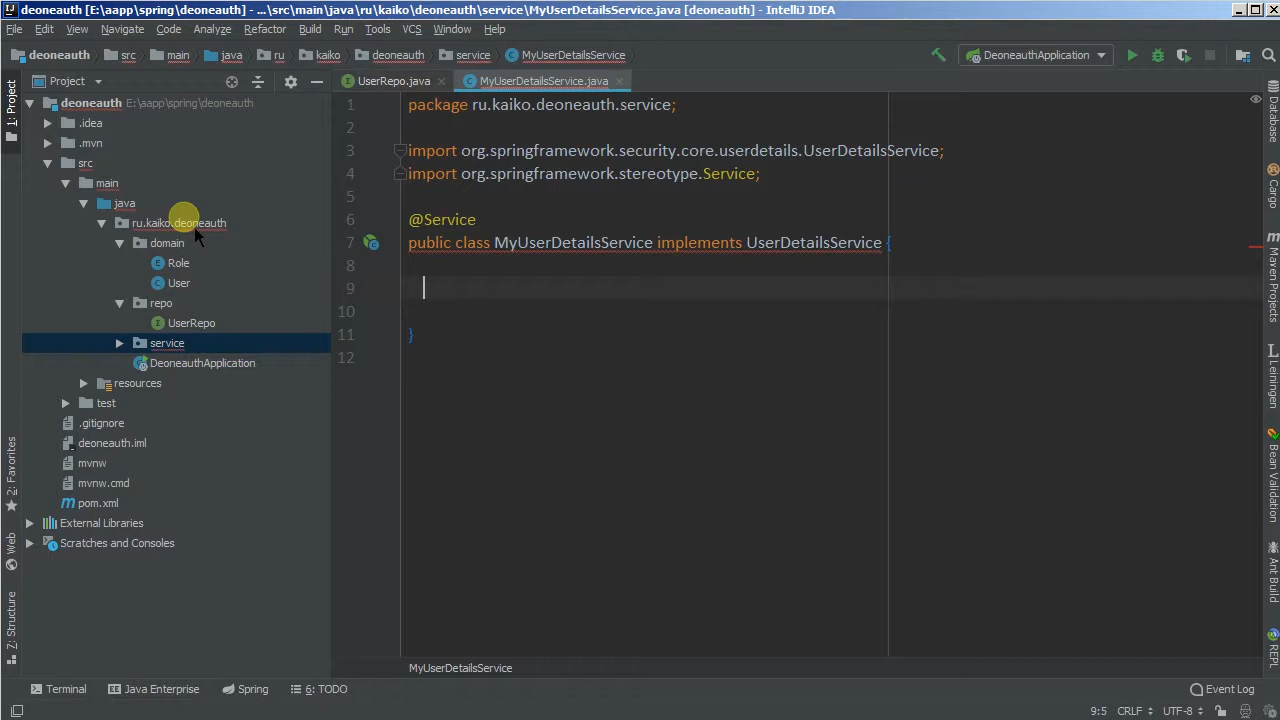 deoneauth [E:\aapp\spring\deoneauth] - ...\src\main\java\ru\kaiko\deoneauth\service\MyUserDetailsService.java [deoneauth] - IntelliJ IDEA
File Edit View Navigate Code Analyze Refactor Build Run Tools VCS Window Help
deoneauth src main java ru kaiko deoneauth service MyUserDetailsService DeoneauthApplication
Project UserRepo.java MyUserDetailsService.java
1: Project
2: Favorites
Web
Z: Structure
deoneauth E:\aapp\spring\deoneauth
.idea
.mvn
src
main
java
ru.kaiko.deoneauth
domain
Role
User
repo
UserRepo
service
DeoneauthApplication
resources
test
.gitignore
deoneauth.iml
mvnw
mvnw.cmd
pom.xml
External Libraries
Scratches and Consoles
1 package ru.kaiko.deoneauth.service;
2
3 import org.springframework.security.core.userdetails.UserDetailsService;
4 import org.springframework.stereotype.Service;
5
6 @Service
7 public class MyUserDetailsService implements UserDetailsService {
8
9
10
11 }
12
MyUserDetailsService
Database
Maven Projects
Leiningen
Bean Validation
Ant Build
REPL
Terminal Java Enterprise Spring 6: TODO Event Log
9:5 CRLF UTF-8